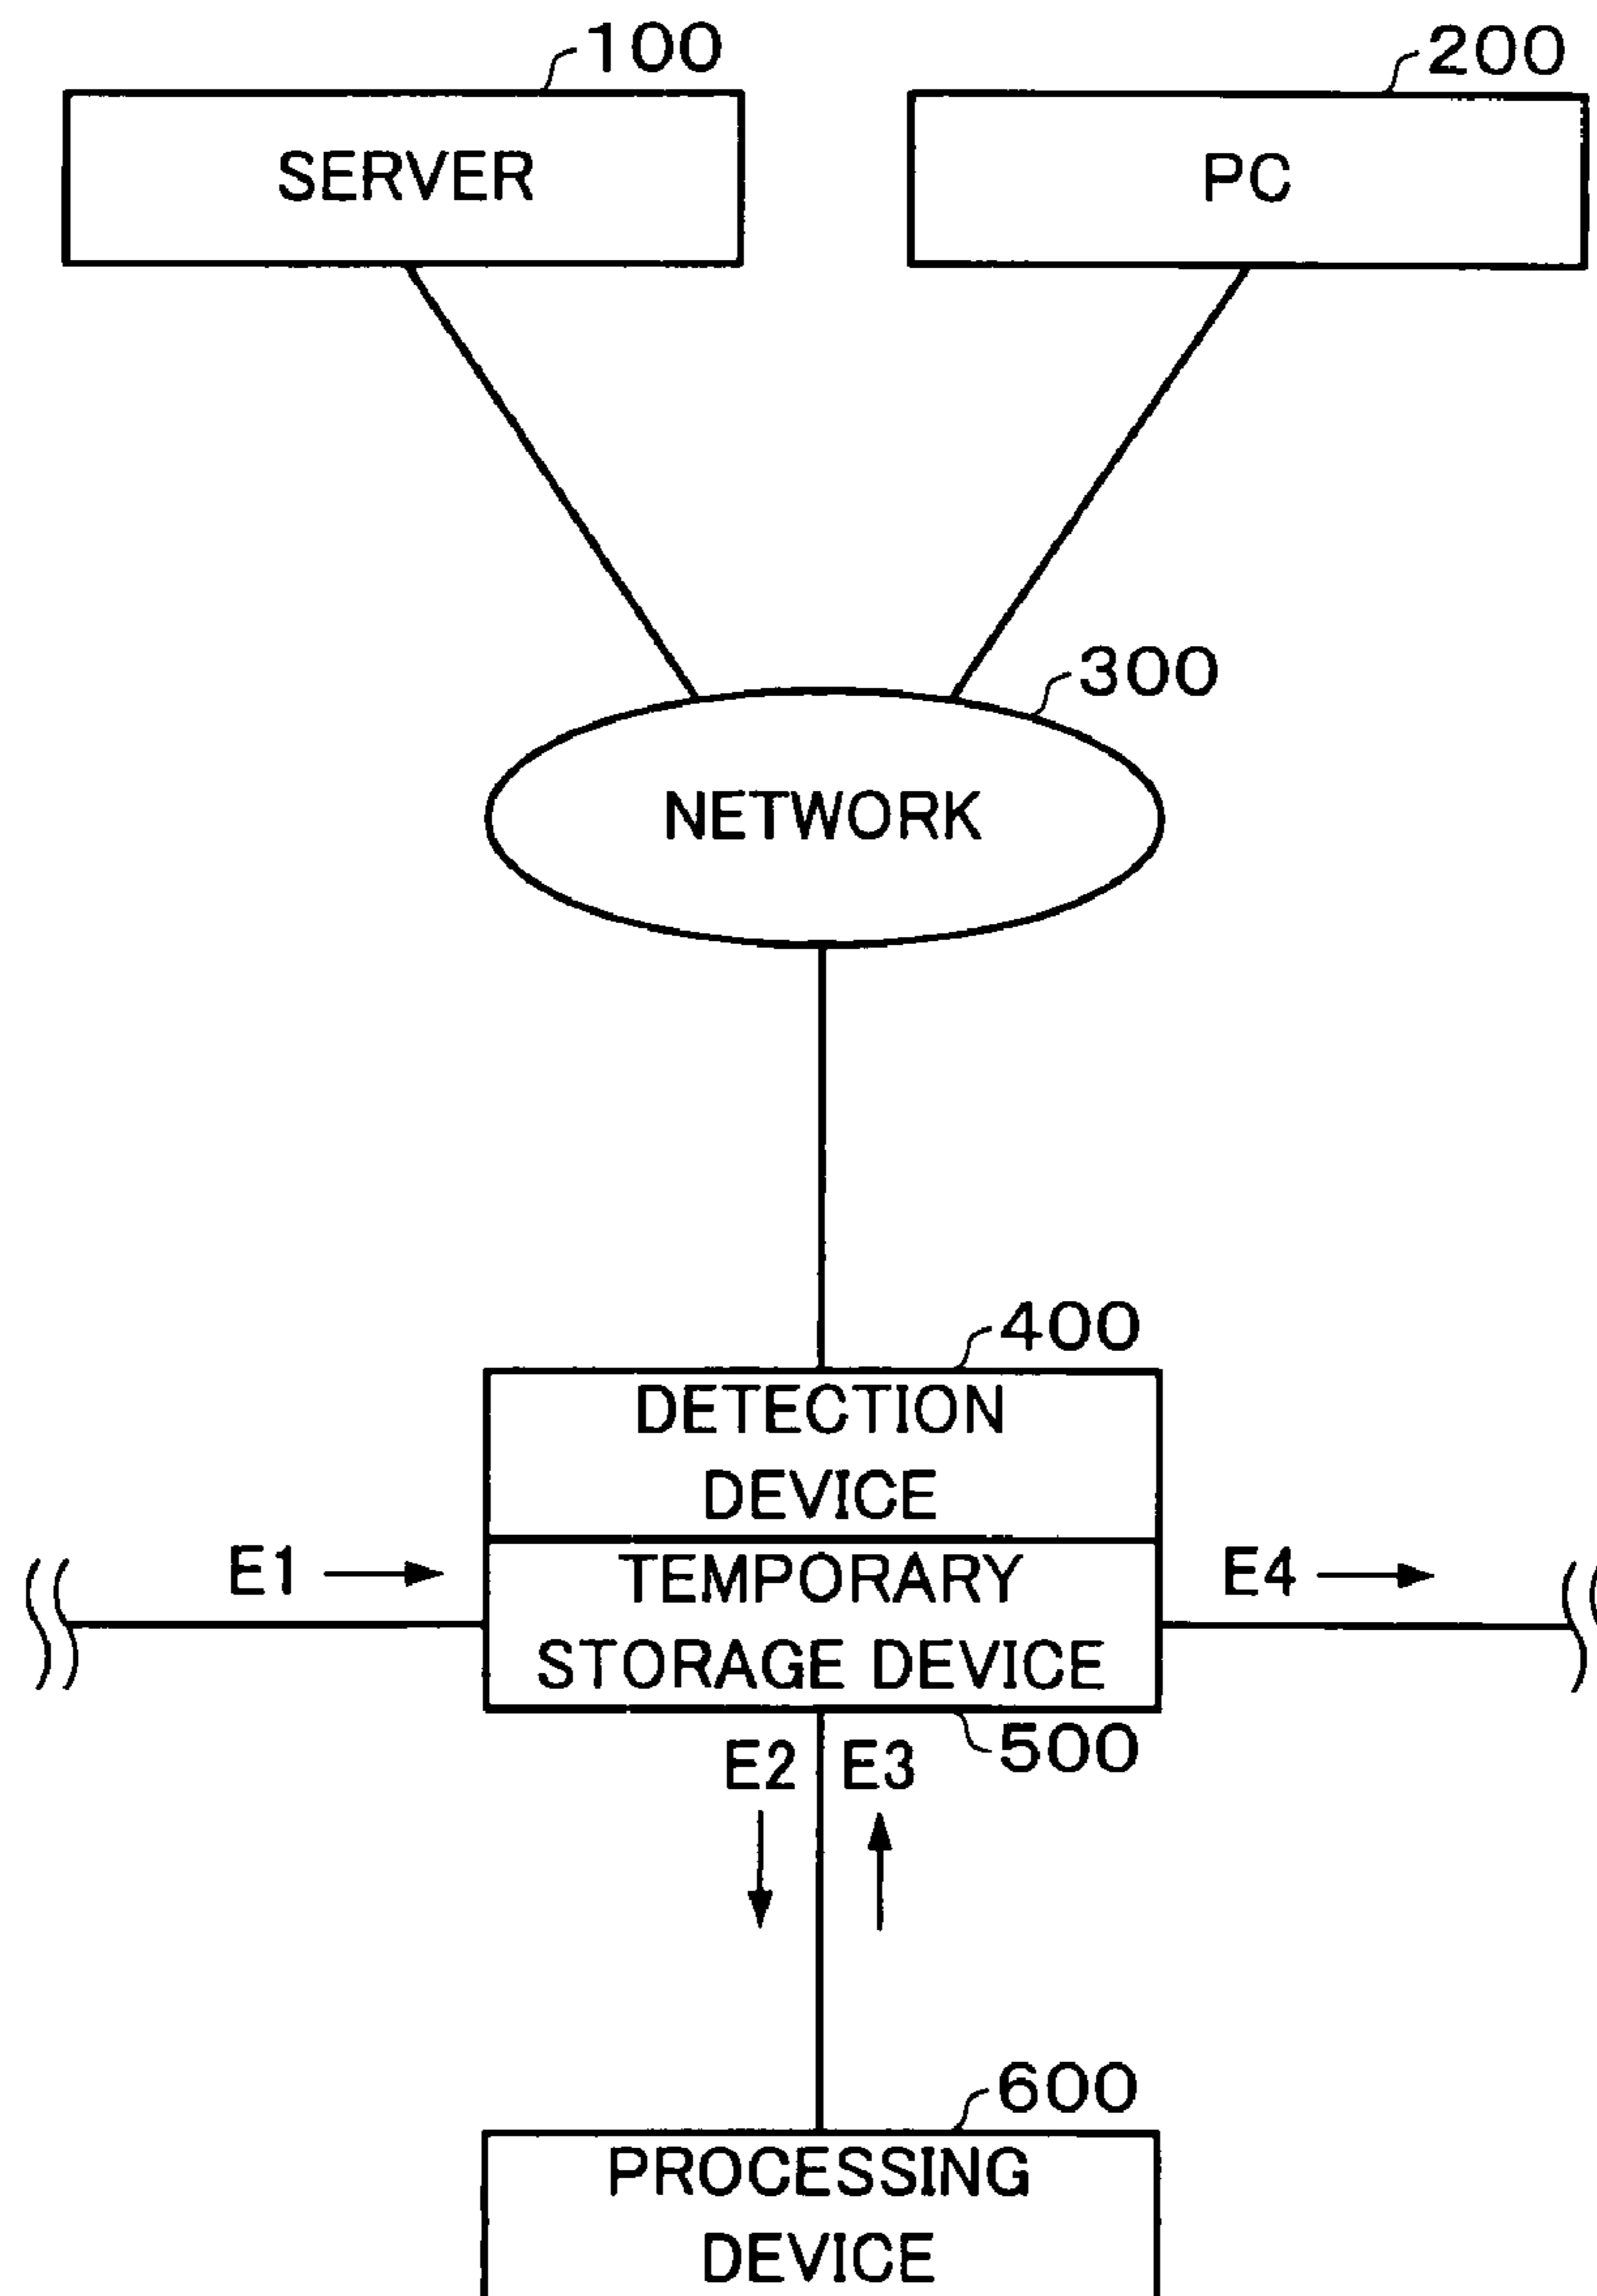 100
200
SERVER
PC
300
NETWORK
400
DETECTION
DEVICE
E1
TEMPORARY
STORAGE DEVICE
E4
500
E2
E3
600
PROCESSING
DEVICE